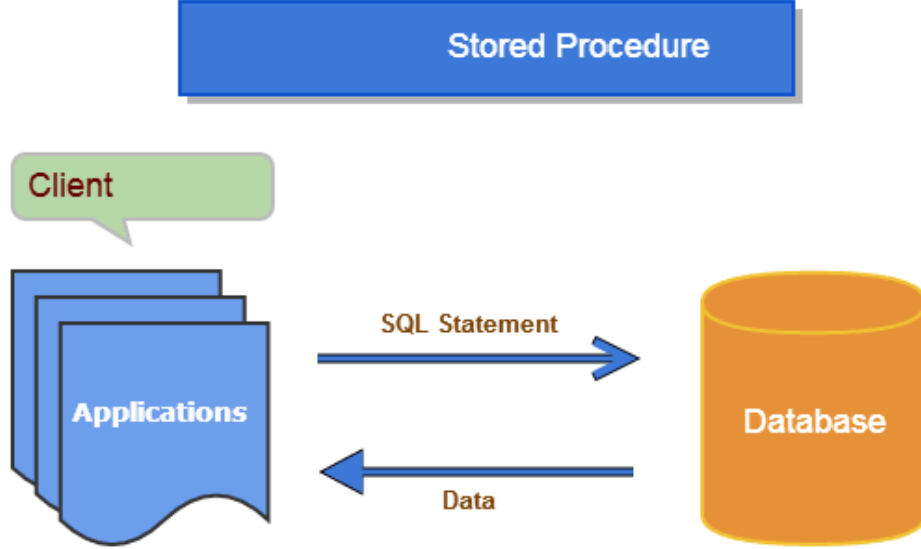 Stored Procedure
Client
SQL Statement
Applications
Database
Data